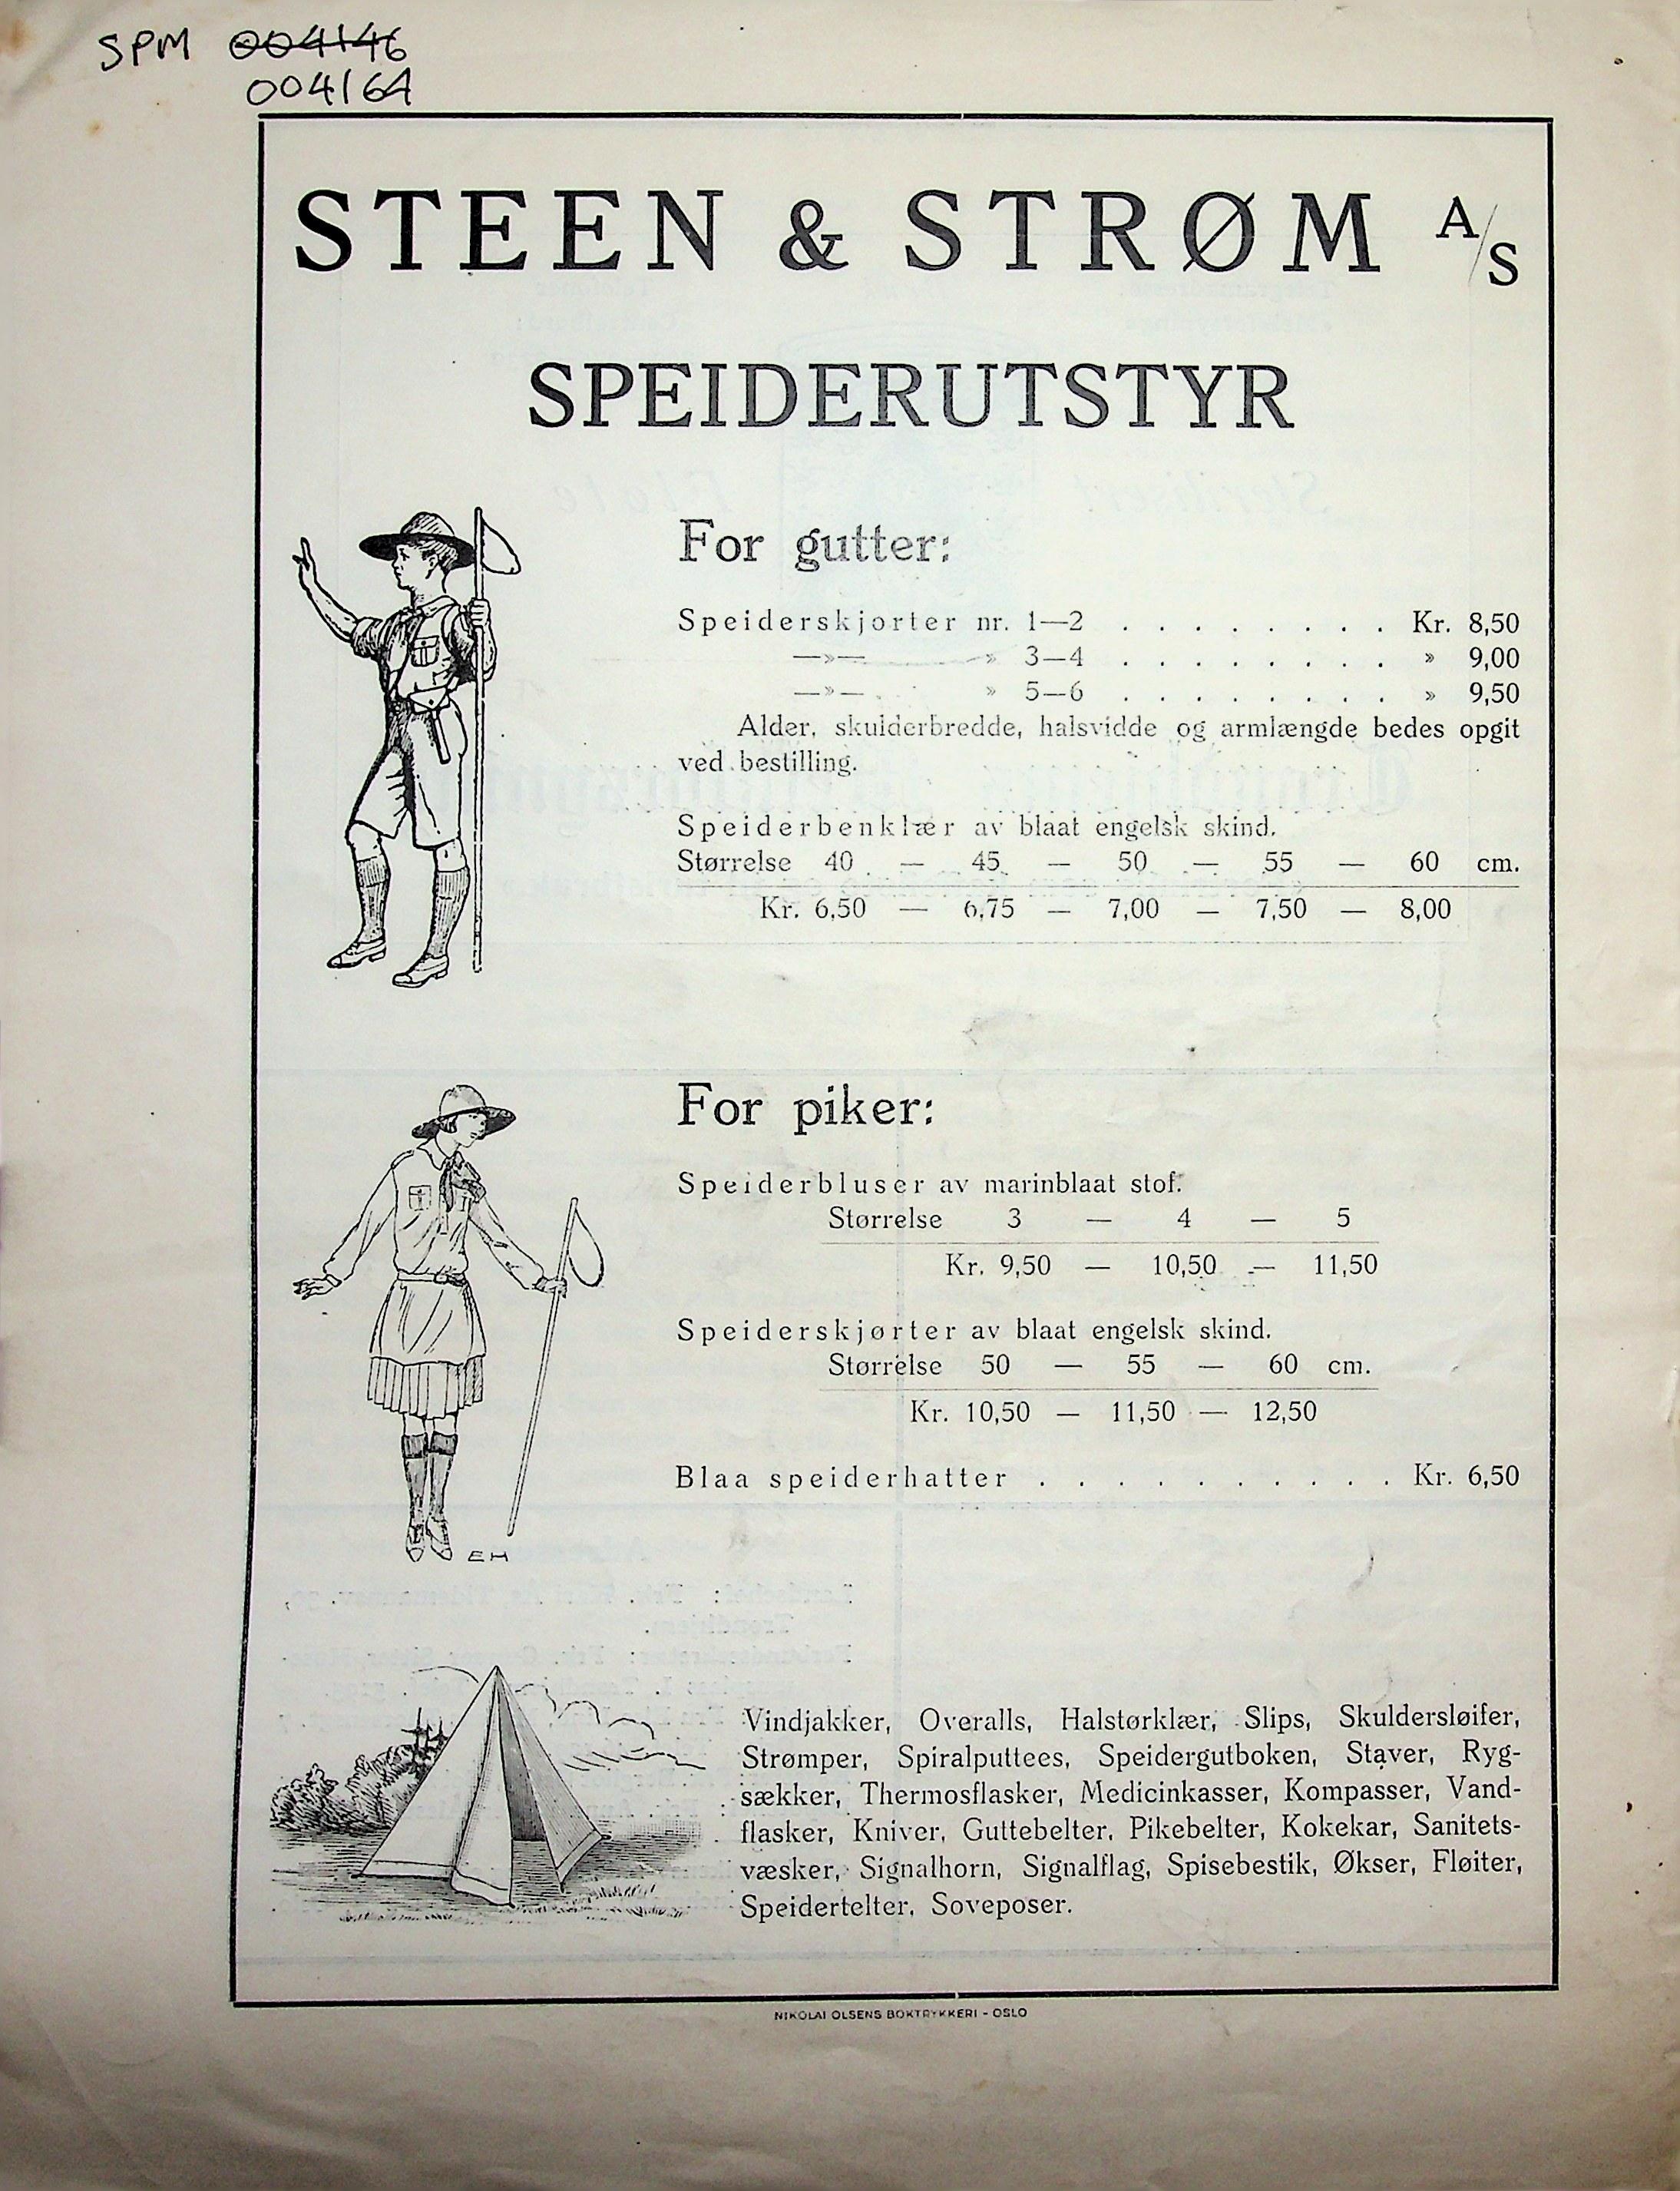 SPM 004146
004164
STEEN & STRØM A/S
SPEIDERUTSTYR
For gutter:
Speiderskjorter nr. 1—2 . . . . . . . . Kr. 8,50
—»— » 3—4 . . . . . . . . » 9,00
—»— » 5—6 . . . . . . . . » 9,50
Alder, skulderbredde, halsvidde og armlængde bedes opgit
ved bestilling.
Speiderbenklær av blaat engelsk skind.
Størrelse 40 — 45 — 50 — 55 — 60 cm.
Kr. 6,50 — 6,75 — 7,00 — 7,50 — 8,00
For piker:
Speiderbluser av marinblaat stof.
Størrelse 3 — 4 — 5
Kr. 9,50 — 10,50 — 11,50
Speiderskjørter av blaat engelsk skind.
Størrelse 50 — 55 — 60 cm.
Kr. 10,50 — 11,50 — 12,50
Blaa speiderhatter . . . . . . . . . . Kr. 6,50
EH
Vindjakker, Overalls, Halstørklær, Slips, Skuldersløifer,
Strømper, Spiralputtees, Speidergutboken, Staver, Ryg-
sækker, Thermosflasker, Medicinkasser, Kompasser, Vand-
flasker, Kniver, Guttebelter, Pikebelter, Kokekar, Sanitets-
væsker, Signalhorn, Signalflag, Spisebestik, Økser, Fløiter,
Speidertelter, Soveposer.
NIKOLAI OLSENS BOKTRYKKERI - OSLO